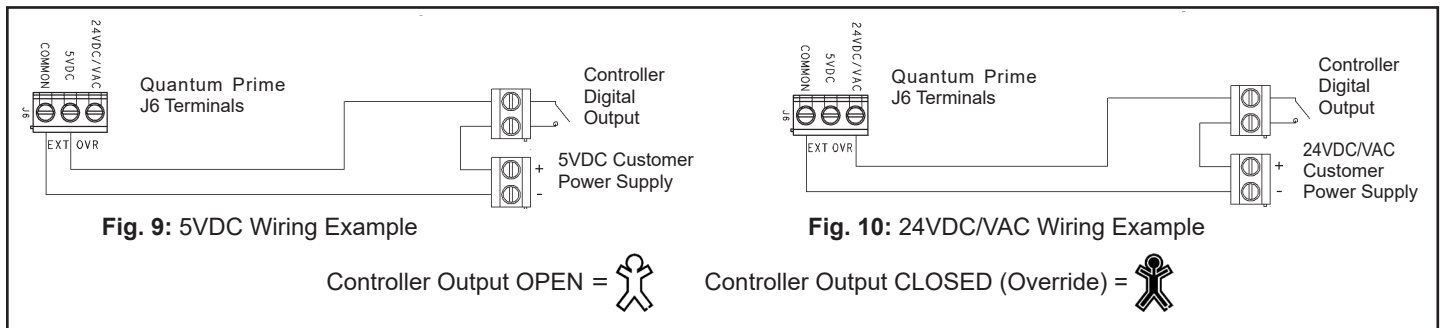 COMMON
5VDC
24VDC/VAC
J6
EXT OVR
Quantum Prime
J6 Terminals
Controller
Digital
Output
+
-
5VDC Customer
Power Supply
Fig. 9: 5VDC Wiring Example
COMMON
5VDC
24VDC/VAC
J6
EXT OVR
Quantum Prime
J6 Terminals
Controller
Digital
Output
+
-
24VDC/VAC
Customer
Power Supply
Fig. 10: 24VDC/VAC Wiring Example
Controller Output OPEN =
Controller Output CLOSED (Override) =